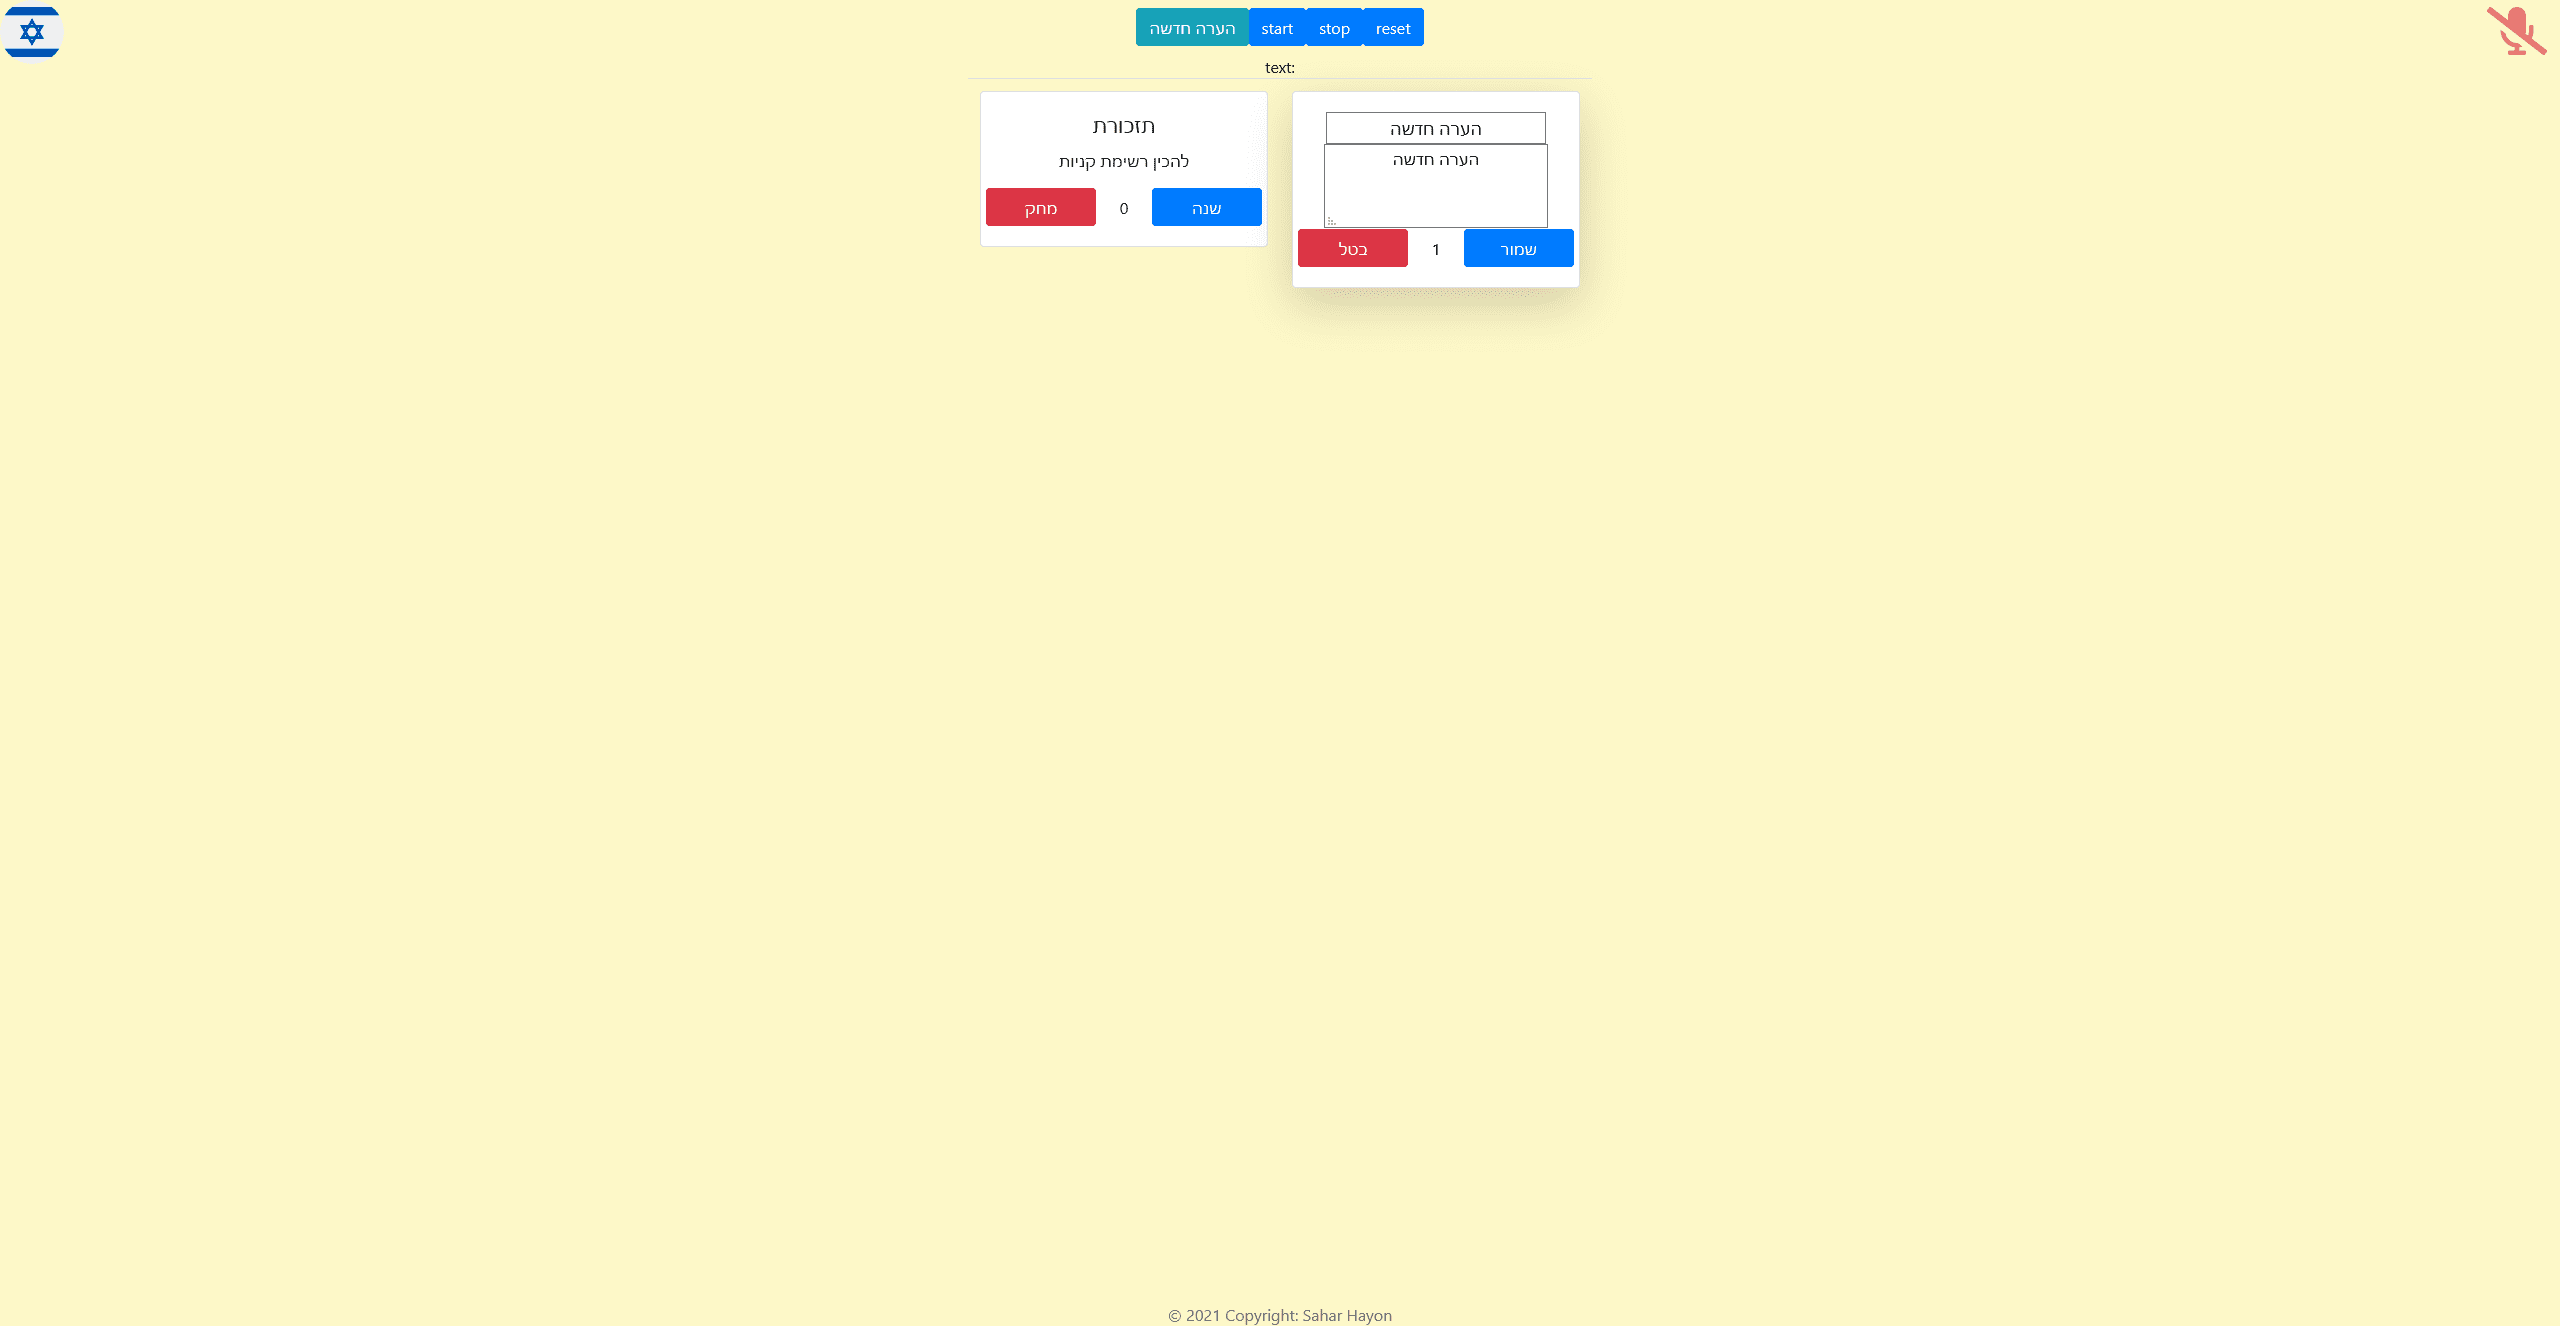 הערה חדשה start stop reset
text:
תזכורת
להכין רשימת קניות
מחק 0 שנה
הערה חדשה
הערה חדשה
בטל 1 שמור
© 2021 Copyright: Sahar Hayon